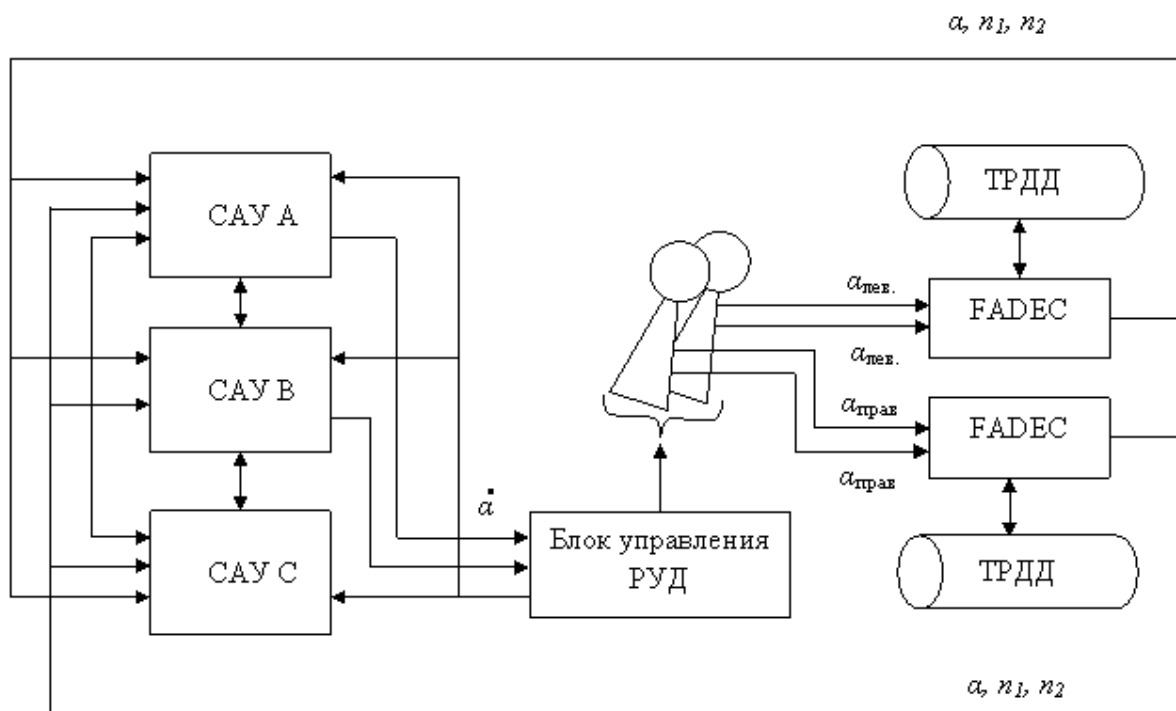 α, n₁, n₂
САУ А
САУ В
САУ С
α̇
Блок управления
РУД
ТРДД
αлев.
FADEC
αлев.
αправ
FADEC
αправ
ТРДД
α, n₁, n₂